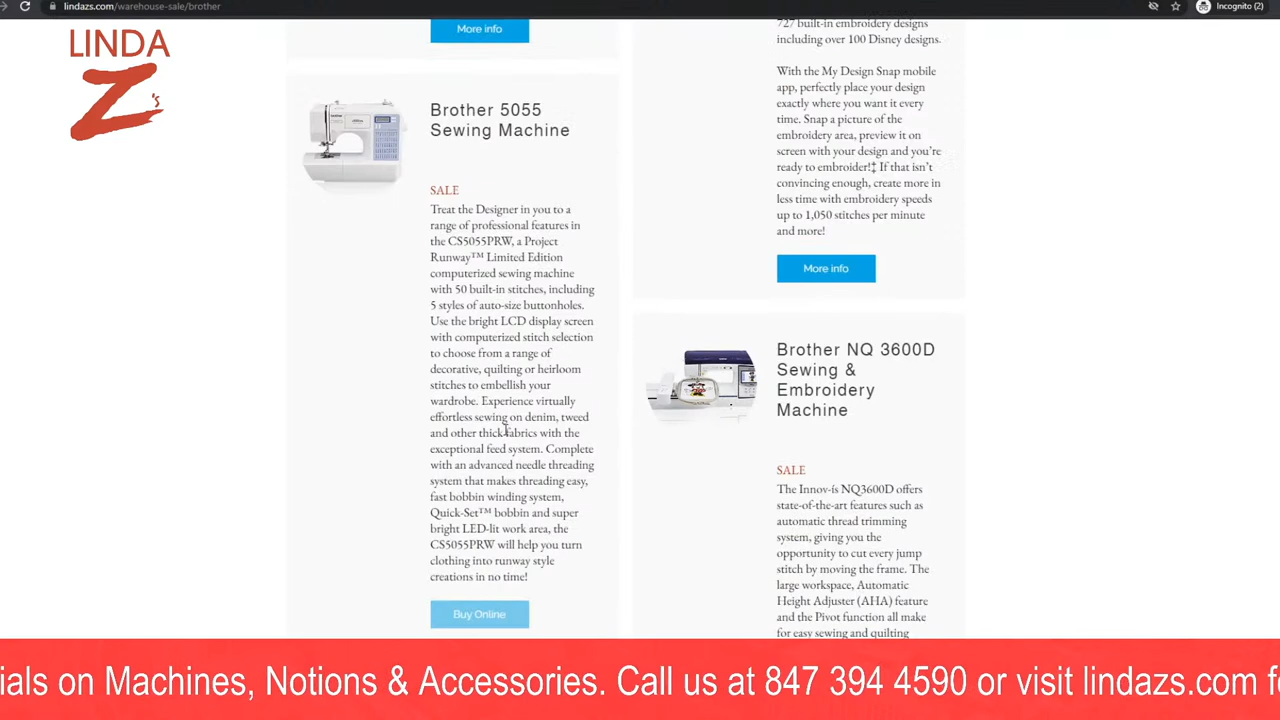 lindazs.com/warehouse-sale/brother
Incognito (2)
LINDA
Z's
More info
Brother 5055
Sewing Machine
SALE
Treat the Designer in you to a
range of professional features in
the CS5055PRW, a Project
Runway™ Limited Edition
computerized sewing machine
with 50 built-in stitches, including
5 styles of auto-size buttonholes.
Use the bright LCD display screen
with computerized stitch selection
to choose from a range of
decorative, quilting or heirloom
stitches to embellish your
wardrobe. Experience virtually
effortless sewing on denim, tweed
and other thick fabrics with the
exceptional feed system. Complete
with an advanced needle threading
system that makes threading easy,
fast bobbin winding system,
Quick-Set™ bobbin and super
bright LED-lit work area, the
CS5055PRW will help you turn
clothing into runway style
creations in no time!
Buy Online
727 built-in embroidery designs
including over 100 Disney designs.
With the My Design Snap mobile
app, perfectly place your design
exactly where you want it every
time. Snap a picture of the
embroidery area, preview it on
screen with your design and you're
ready to embroider!‡ If that isn't
convincing enough, create more in
less time with embroidery speeds
up to 1,050 stitches per minute
and more!
More info
Brother NQ 3600D
Sewing &
Embroidery
Machine
SALE
The Innov-ís NQ3600D offers
state-of-the-art features such as
automatic thread trimming
system, giving you the
opportunity to cut every jump
stitch by moving the frame. The
large workspace, Automatic
Height Adjuster (AHA) feature
and the Pivot function all make
for easy sewing and quilting
ials on Machines, Notions & Accessories. Call us at 847 394 4590 or visit lindazs.com fo